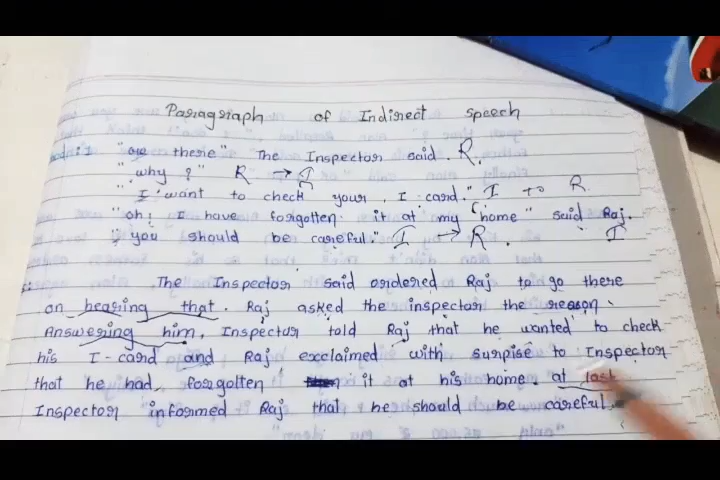 Paragraph of Indirect speech
"Go there" The Inspector said. R.
"Why? " R → I
"I want to check your I-card." I to R.
"oh! I have forgotten it at my home" said Raj.
"you should be careful." I → R. I
The Inspector said ordered Raj to go there
on hearing that. Raj asked the inspector the reason.
Answering him, Inspector told Raj that he wanted to check
his I-card and Raj exclaimed with surprise to Inspector
that he had forgotten it at his home. at last
Inspector informed Raj that he should be careful.